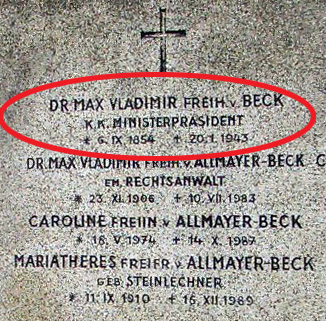 DR. MAX VLADIMIR FREIH. v. BECK
K. K. MINISTERPRÄSIDENT
* 6. IX. 1854 + 20. I. 1943
DR. MAX VLADIMIR FREIH. v. ALLMAYER-BECK
EM. RECHTSANWALT
* 23. XI. 1906 + 10. VII. 1983
CAROLINE FREIIN v. ALLMAYER-BECK
* 16. V. 1974 + 14. X. 1987
MARIATHERES FREIFR. v. ALLMAYER-BECK
GEB. STEINLECHNER
* 11. IX. 1910 + 16. XII. 1989